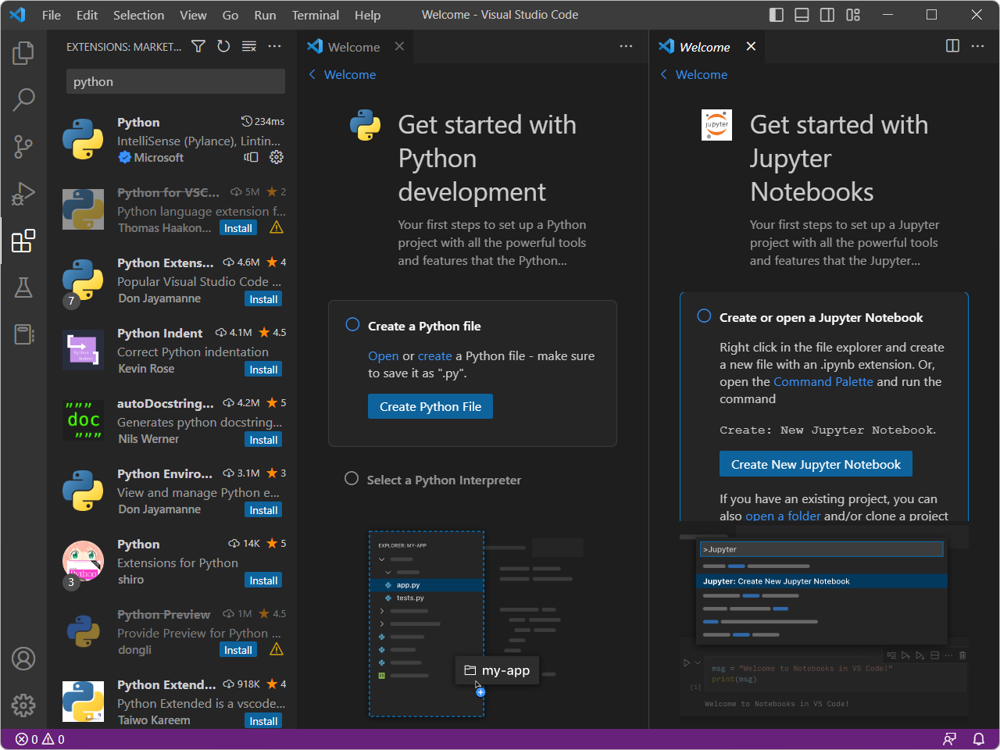 File Edit Selection View Go Run Terminal Help
Welcome - Visual Studio Code
EXTENSIONS: MARKET...
python
Python 234ms
IntelliSense (Pylance), Lintin...
Microsoft
Python for VSC... 5M 2
Python language extension f...
Thomas Haakon... Install
Python Extens... 4.6M 4
Popular Visual Studio Code ...
7
Don Jayamanne Install
Python Indent 4.1M 4.5
Correct Python indentation
Kevin Rose Install
autoDocstring... 4.2M 5
"""
doc
"""
Generates python docstring...
Nils Werner Install
Python Enviro... 3.1M 3
View and manage Python e...
Don Jayamanne Install
Python 14K 5
Extensions for Python
Python
3
shiro Install
Python Preview 1M 4.5
Provide Preview for Python ...
dongli Install
Python Extend... 918K 4
Python Extended is a vscode...
Taiwo Kareem Install
Welcome
Welcome
Get started with
Python
development
Your first steps to set up a Python
project with all the powerful tools
and features that the Python...
Create a Python file
Open or create a Python file - make sure
to save it as ".py".
Create Python File
Select a Python Interpreter
EXPLORER: MY-APP
app.py
tests.py
my-app
Welcome
Welcome
jupyter
Get started with
Jupyter
Notebooks
Your first steps to set up a Jupyter
project with all the powerful tools
and features that the Jupyter...
Create or open a Jupyter Notebook
Right click in the file explorer and create
a new file with an .ipynb extension. Or,
open the Command Palette and run the
command
Create: New Jupyter Notebook.
Create New Jupyter Notebook
If you have an existing project, you can
also open a folder and/or clone a project
>Jupyter
Jupyter: Create New Jupyter Notebook
msg = "Welcome to Notebooks in VS Code!"
print(msg)
[1]
Welcome to Notebooks in VS Code!
0 0